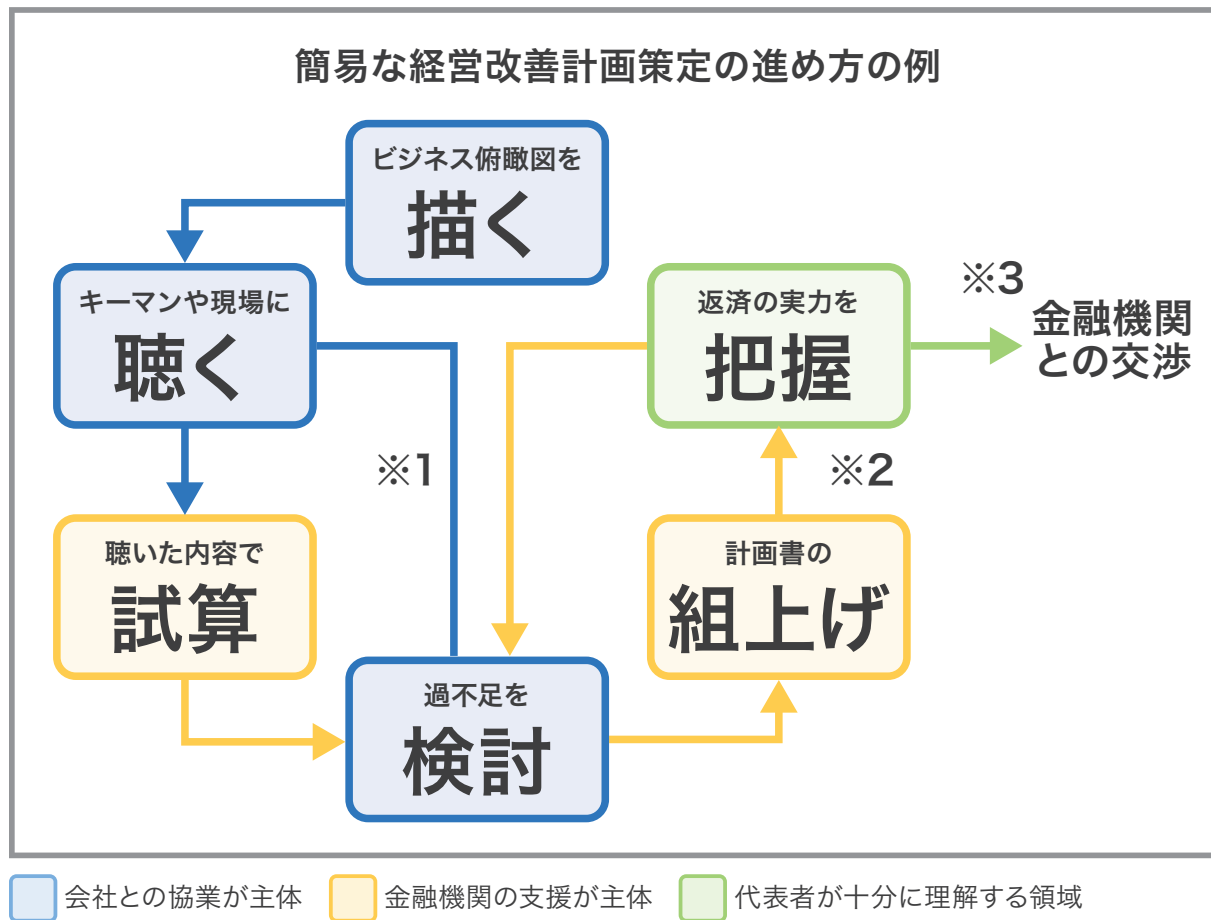 簡易な経営改善計画策定の進め方の例
ビジネス俯瞰図を
描く
キーマンや現場に
聴く
※1
聴いた内容で
試算
過不足を
検討
計画書の
組上げ
※2
返済の実力を
把握
※3
金融機関
との交渉
会社との協業が主体
金融機関の支援が主体
代表者が十分に理解する領域